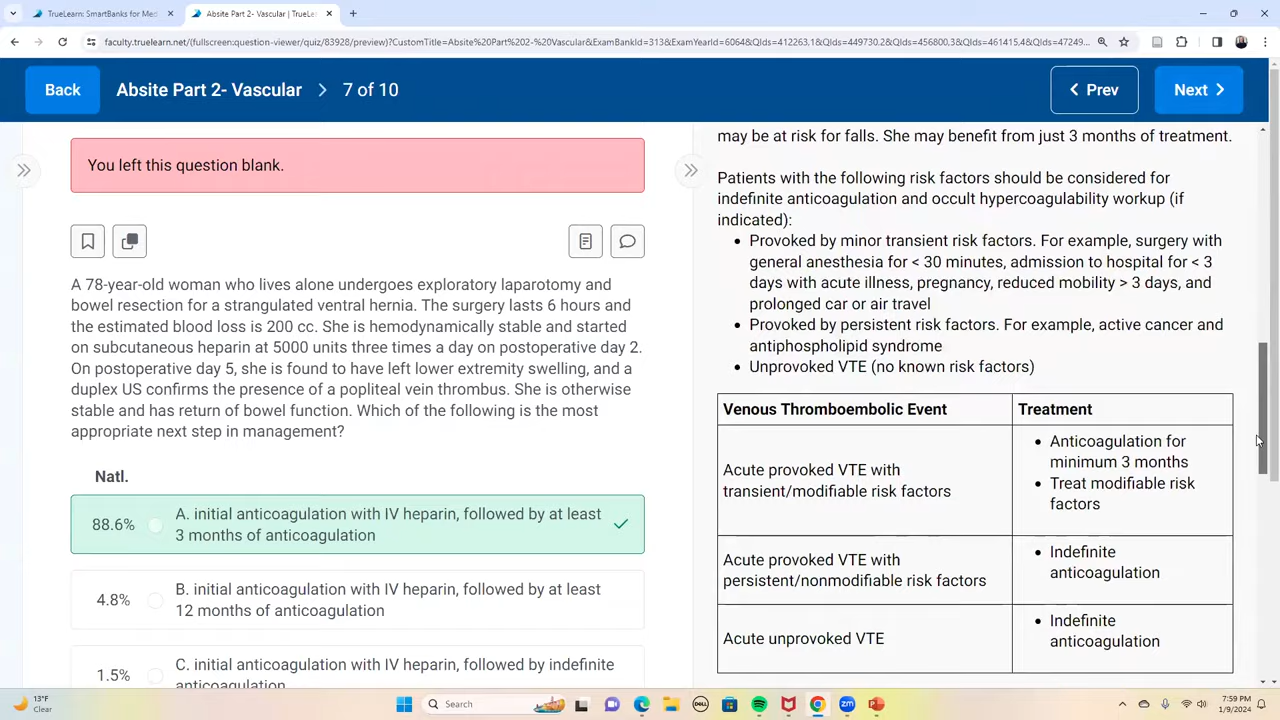 TrueLearn: SmartBanks for Med
Absite Part 2- Vascular | TrueLe
faculty.truelearn.net/(fullscreen:question-viewer/quiz/83928/preview)?CustomTitle=Absite%20Part%202-%20Vascular&ExamBankId=313&ExamYearId=6064&QIds=412263,1&QIds=449730,2&QIds=456800,3&QIds=461415,4&QIds=47249...
Back
Absite Part 2- Vascular
7 of 10
Prev
Next
You left this question blank.
A 78-year-old woman who lives alone undergoes exploratory laparotomy and
bowel resection for a strangulated ventral hernia. The surgery lasts 6 hours and
the estimated blood loss is 200 cc. She is hemodynamically stable and started
on subcutaneous heparin at 5000 units three times a day on postoperative day 2.
On postoperative day 5, she is found to have left lower extremity swelling, and a
duplex US confirms the presence of a popliteal vein thrombus. She is otherwise
stable and has return of bowel function. Which of the following is the most
appropriate next step in management?
Natl.
88.6%
A. initial anticoagulation with IV heparin, followed by at least
3 months of anticoagulation
4.8%
B. initial anticoagulation with IV heparin, followed by at least
12 months of anticoagulation
1.5%
C. initial anticoagulation with IV heparin, followed by indefinite
anticoagulation
may be at risk for falls. She may benefit from just 3 months of treatment.
Patients with the following risk factors should be considered for
indefinite anticoagulation and occult hypercoagulability workup (if
indicated):
• Provoked by minor transient risk factors. For example, surgery with
general anesthesia for < 30 minutes, admission to hospital for < 3
days with acute illness, pregnancy, reduced mobility > 3 days, and
prolonged car or air travel
• Provoked by persistent risk factors. For example, active cancer and
antiphospholipid syndrome
• Unprovoked VTE (no known risk factors)
Venous Thromboembolic Event
Treatment
Acute provoked VTE with
transient/modifiable risk factors
• Anticoagulation for
minimum 3 months
• Treat modifiable risk
factors
Acute provoked VTE with
persistent/nonmodifiable risk factors
• Indefinite
anticoagulation
Acute unprovoked VTE
• Indefinite
anticoagulation
13°F
Clear
Search
DELL
zm
7:59 PM
1/9/2024